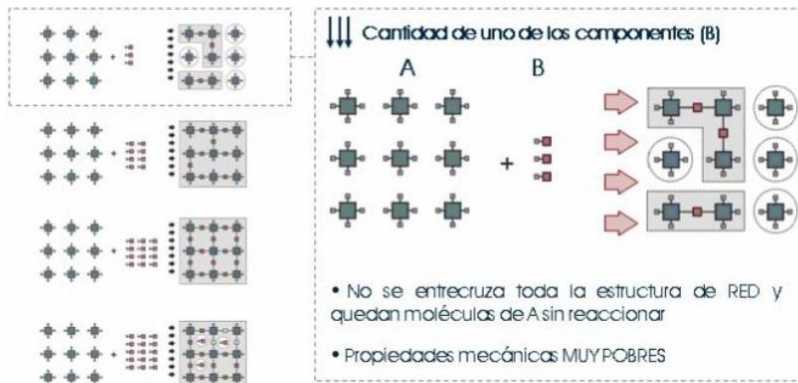 Cantidad de uno de los componentes (B)
A
B
+
+
+
+
+
• No se entrecruza toda la estructura de RED y
quedan moléculas de A sin reaccionar
• Propiedades mecánicas MUY POBRES